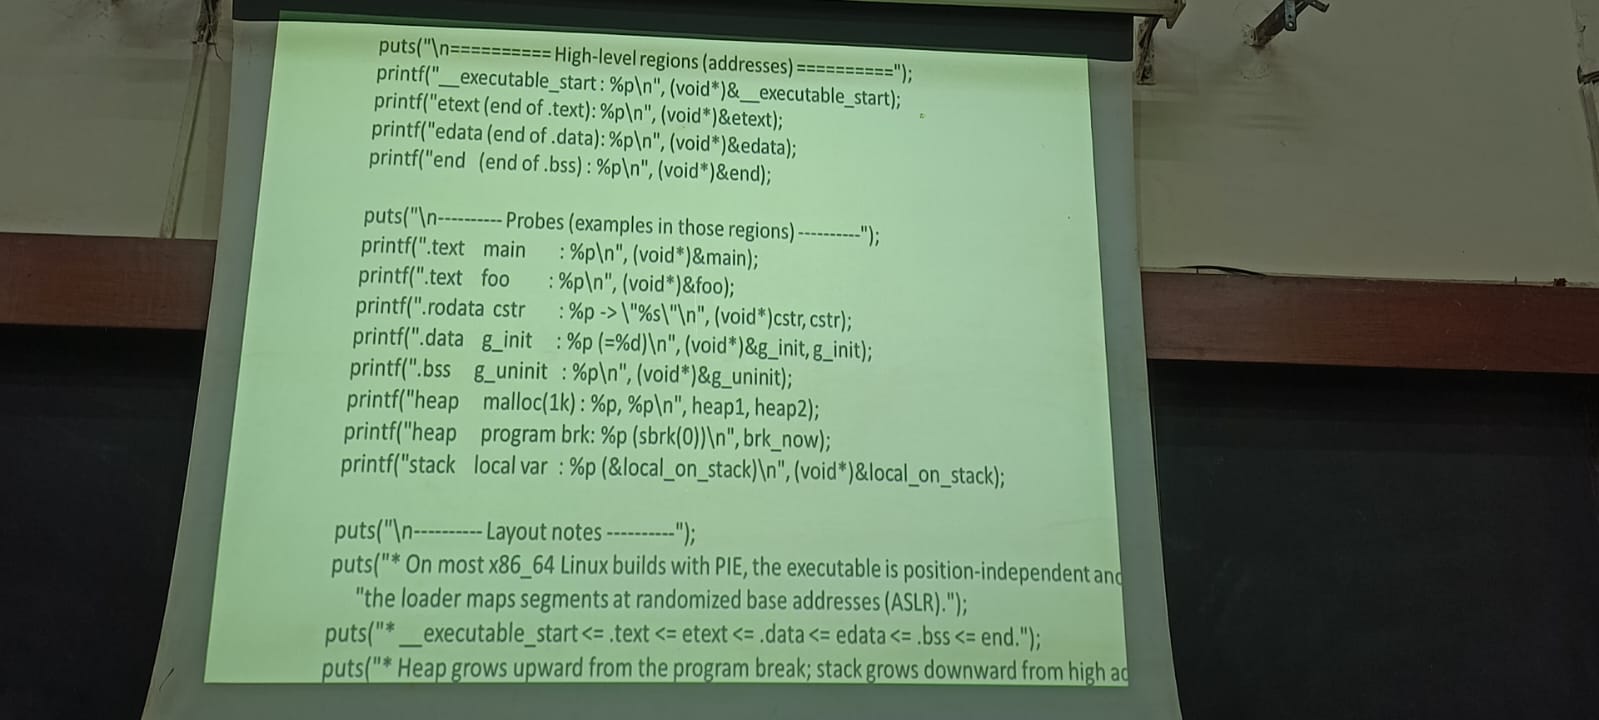 puts("\n========== High-level regions (addresses) ==========");
printf("__executable_start : %p\n", (void*)&__executable_start);
printf("etext (end of .text): %p\n", (void*)&etext);
printf("edata (end of .data): %p\n", (void*)&edata);
printf("end   (end of .bss) : %p\n", (void*)&end);

puts("\n---------- Probes (examples in those regions) ----------");
printf(".text   main      : %p\n", (void*)&main);
printf(".text   foo       : %p\n", (void*)&foo);
printf(".rodata cstr      : %p -> \"%s\"\n", (void*)cstr, cstr);
printf(".data   g_init    : %p (=%d)\n", (void*)&g_init, g_init);
printf(".bss    g_uninit  : %p\n", (void*)&g_uninit);
printf("heap    malloc(1k) : %p, %p\n", heap1, heap2);
printf("heap    program brk: %p (sbrk(0))\n", brk_now);
printf("stack   local var  : %p (&local_on_stack)\n", (void*)&local_on_stack);

puts("\n---------- Layout notes ----------");
puts("* On most x86_64 Linux builds with PIE, the executable is position-independent and
"the loader maps segments at randomized base addresses (ASLR).");
puts("* __executable_start <= .text <= etext <= .data <= edata <= .bss <= end.");
puts("* Heap grows upward from the program break; stack grows downward from high